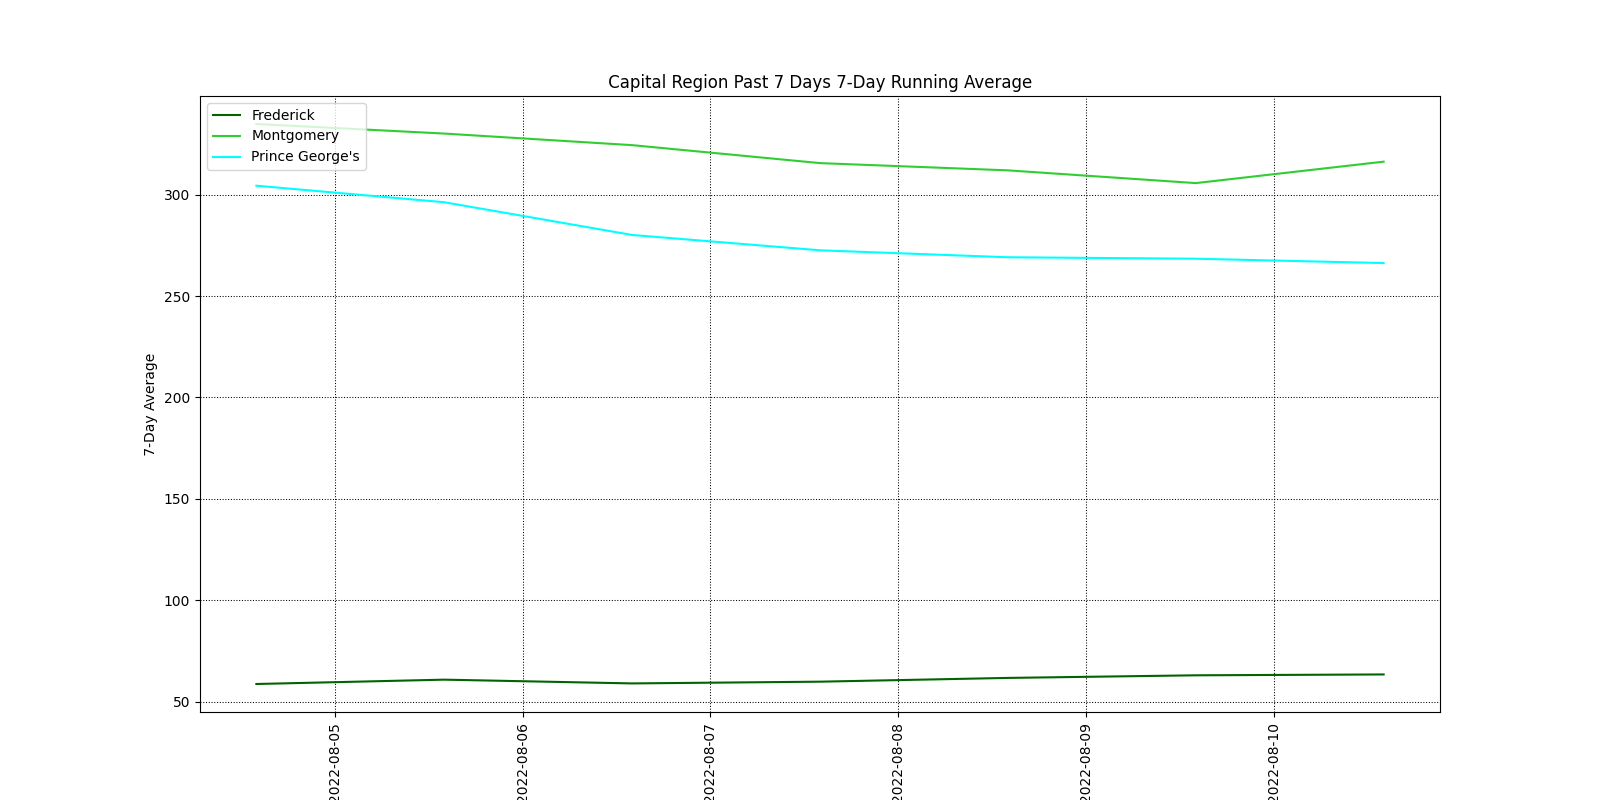 Capital Region Past 7 Days 7-Day Running Average
Frederick
Montgomery
Prince George's
300
250
200
150
100
50
7-Day Average
2022-08-05
2022-08-06
2022-08-07
2022-08-08
2022-08-09
2022-08-10